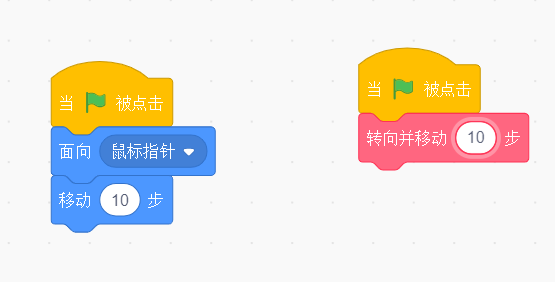 当 被点击
面向 鼠标指针
移动 10 步
当 被点击
转向并移动 10 步